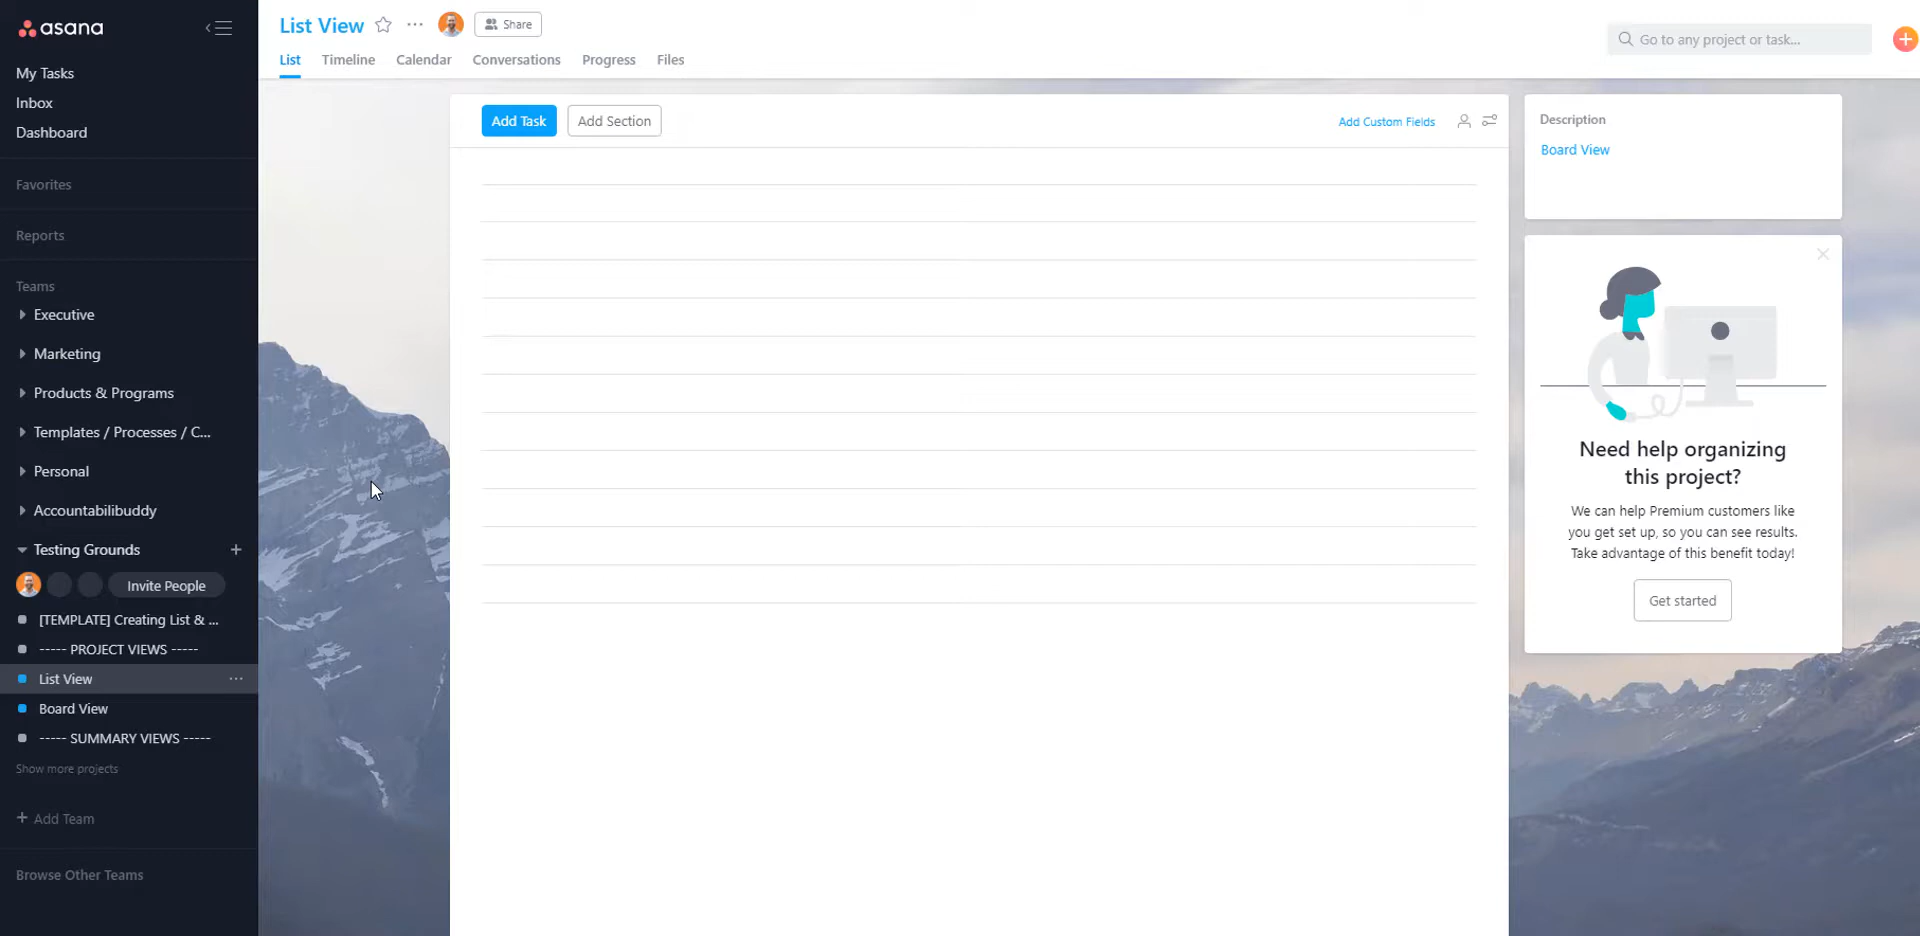 asana
My Tasks
Inbox
Dashboard
Favorites
Reports
Teams
Executive
Marketing
Products & Programs
Templates / Processes / C...
Personal
Accountabilibuddy
Testing Grounds
Invite People
[TEMPLATE] Creating List & ...
----- PROJECT VIEWS -----
List View
Board View
----- SUMMARY VIEWS -----
Show more projects
+ Add Team
Browse Other Teams
List View
Share
List Timeline Calendar Conversations Progress Files
Go to any project or task...
Add Task Add Section
Add Custom Fields
Description
Board View
Need help organizing
this project?
We can help Premium customers like
you get set up, so you can see results.
Take advantage of this benefit today!
Get started